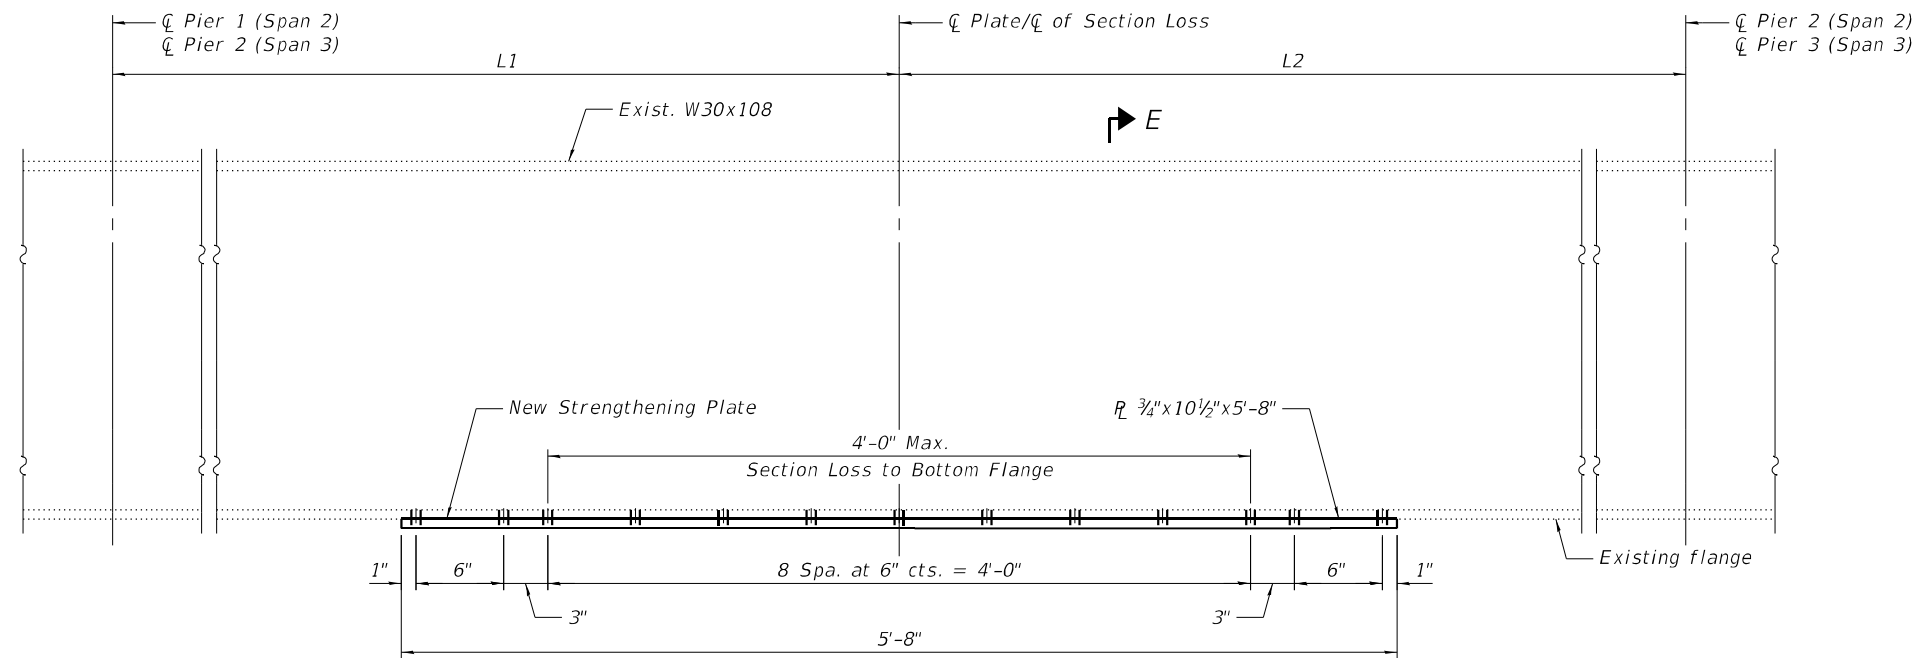 ℄ Pier 1 (Span 2)
℄ Pier 2 (Span 3)
℄ Plate/℄ of Section Loss
℄ Pier 2 (Span 2)
℄ Pier 3 (Span 3)
L1
L2
Exist. W30x108
E
New Strengthening Plate
℄ ¾"x10½"x5'-8"
4'-0" Max.
Section Loss to Bottom Flange
Existing flange
1"
6"
8 Spa. at 6" cts. = 4'-0"
6"
1"
3"
3"
5'-8"